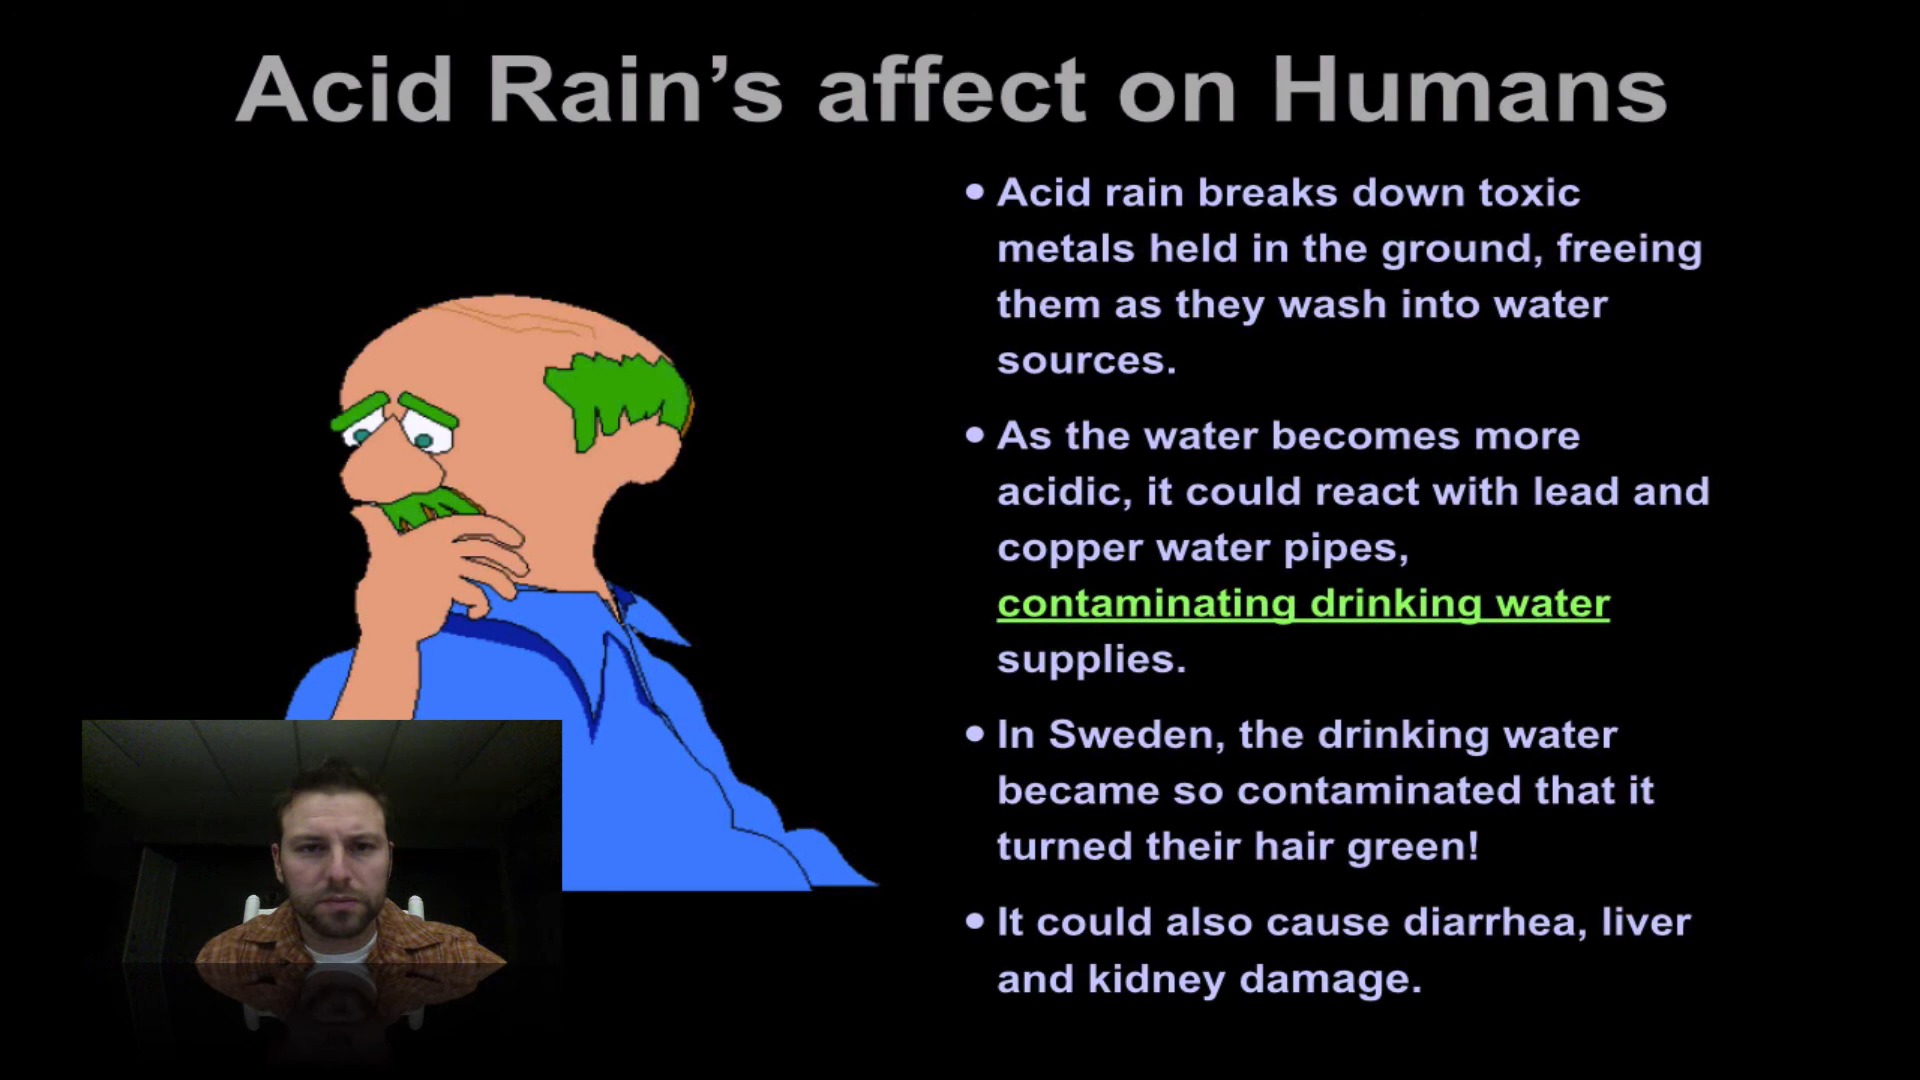 Acid Rain’s affect on Humans
• Acid rain breaks down toxic
metals held in the ground, freeing
them as they wash into water
sources.
• As the water becomes more
acidic, it could react with lead and
copper water pipes,
contaminating drinking water
supplies.
• In Sweden, the drinking water
became so contaminated that it
turned their hair green!
• It could also cause diarrhea, liver
and kidney damage.